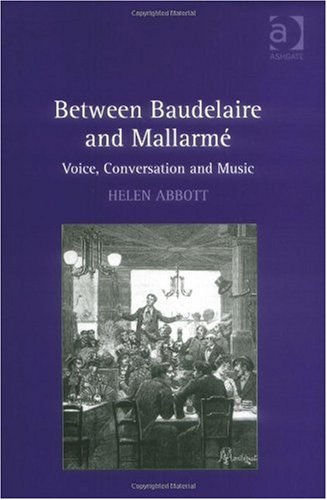 ASHGATE
Between Baudelaire
and Mallarmé
Voice, Conversation and Music
HELEN ABBOTT